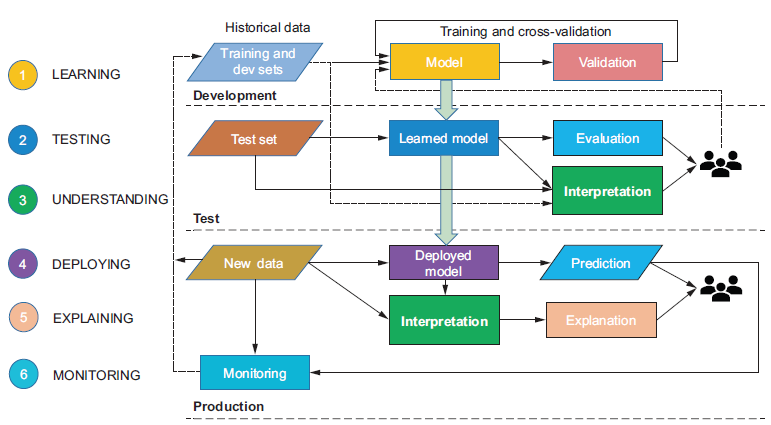 Historical data
Training and cross-validation
Training and
dev sets
Model
Validation
1
LEARNING
Development
2
TESTING
Test set
Learned model
Evaluation
3
UNDERSTANDING
Interpretation
Test
4
DEPLOYING
New data
Deployed
model
Prediction
5
EXPLAINING
Interpretation
Explanation
6
MONITORING
Monitoring
Production